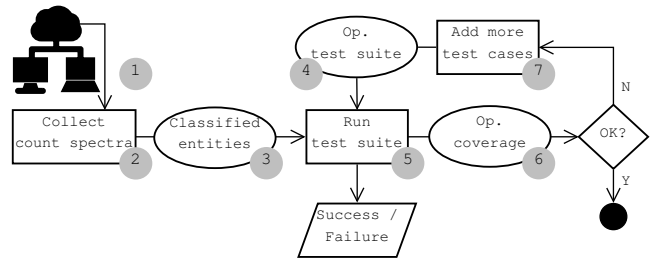 1
Collect
count spectra
2
Classified
entities
3
Op.
test suite
4
Run
test suite
5
Op.
coverage
6
Add more
test cases
7
OK?
N
Y
Success /
Failure